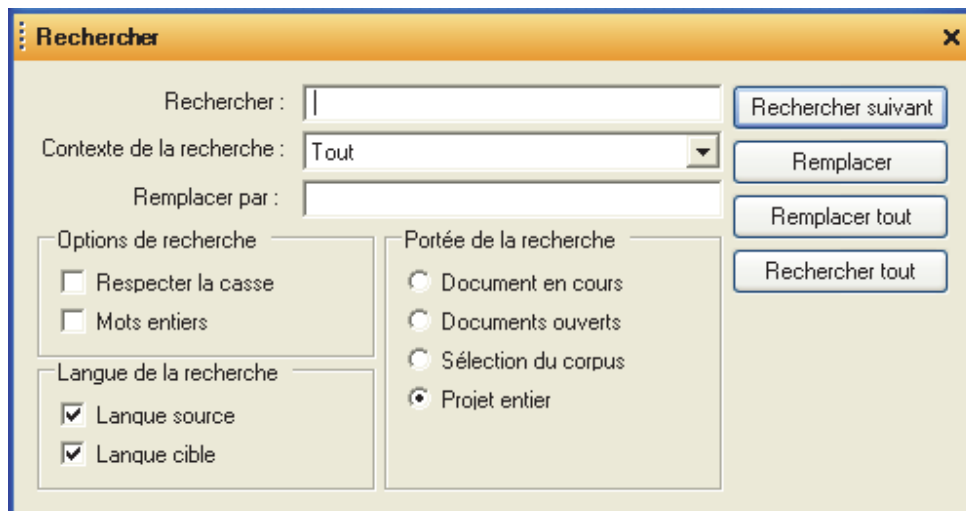 Rechercher
Rechercher :
Rechercher suivant
Contexte de la recherche :
Tout
Remplacer
Remplacer par :
Remplacer tout
Rechercher tout
Options de recherche
Respecter la casse
Mots entiers
Langue de la recherche
Langue source
Langue cible
Portée de la recherche
Document en cours
Documents ouverts
Sélection du corpus
Projet entier